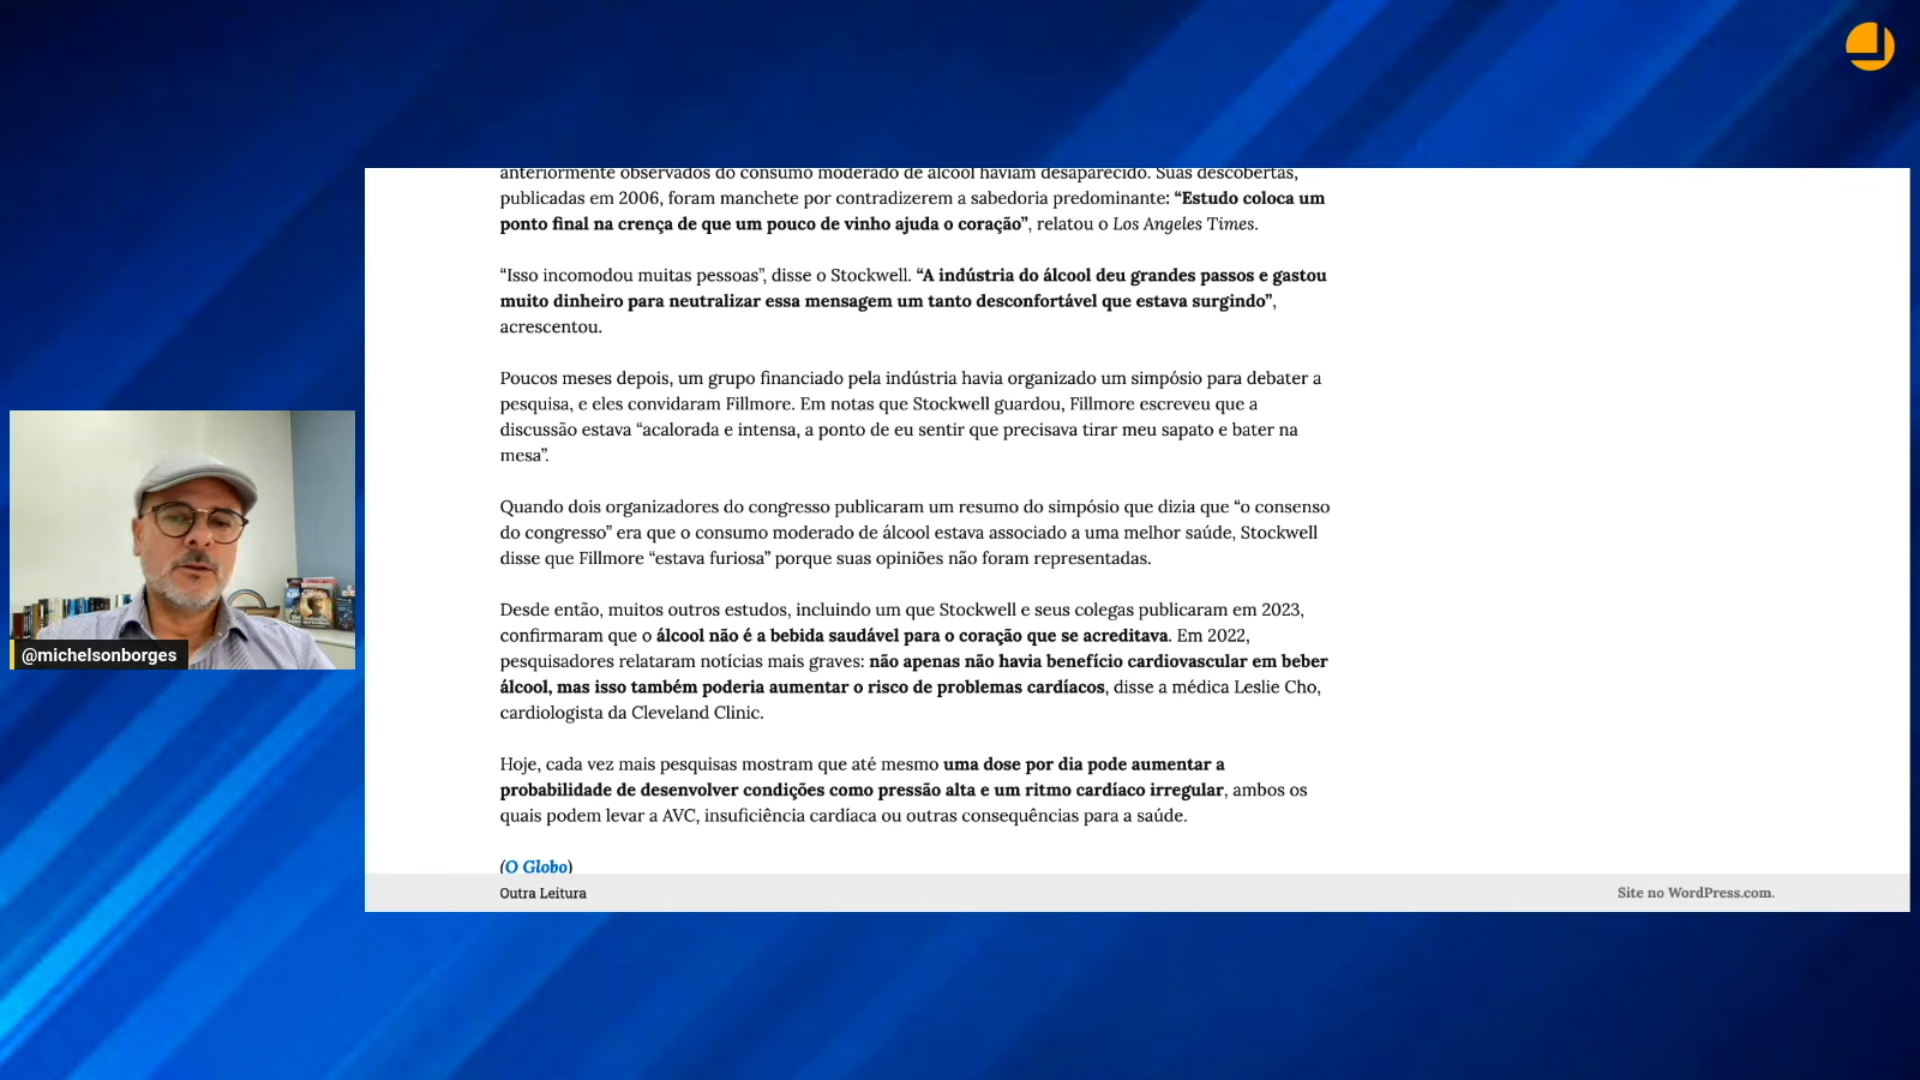 anteriormente observados do consumo moderado de álcool haviam desaparecido. Suas descobertas,
publicadas em 2006, foram manchete por contradizerem a sabedoria predominante: “Estudo coloca um
ponto final na crença de que um pouco de vinho ajuda o coração”, relatou o Los Angeles Times.
“Isso incomodou muitas pessoas”, disse o Stockwell. “A indústria do álcool deu grandes passos e gastou
muito dinheiro para neutralizar essa mensagem um tanto desconfortável que estava surgindo”,
acrescentou.
Poucos meses depois, um grupo financiado pela indústria havia organizado um simpósio para debater a
pesquisa, e eles convidaram Fillmore. Em notas que Stockwell guardou, Fillmore escreveu que a
discussão estava “acalorada e intensa, a ponto de eu sentir que precisava tirar meu sapato e bater na
mesa”.
Quando dois organizadores do congresso publicaram um resumo do simpósio que dizia que “o consenso
do congresso” era que o consumo moderado de álcool estava associado a uma melhor saúde, Stockwell
disse que Fillmore “estava furiosa” porque suas opiniões não foram representadas.
Desde então, muitos outros estudos, incluindo um que Stockwell e seus colegas publicaram em 2023,
confirmaram que o álcool não é a bebida saudável para o coração que se acreditava. Em 2022,
pesquisadores relataram notícias mais graves: não apenas não havia benefício cardiovascular em beber
álcool, mas isso também poderia aumentar o risco de problemas cardíacos, disse a médica Leslie Cho,
cardiologista da Cleveland Clinic.
Hoje, cada vez mais pesquisas mostram que até mesmo uma dose por dia pode aumentar a
probabilidade de desenvolver condições como pressão alta e um ritmo cardíaco irregular, ambos os
quais podem levar a AVC, insuficiência cardíaca ou outras consequências para a saúde.
(O Globo)
Outra Leitura
Site no WordPress.com.
@michelsonborges